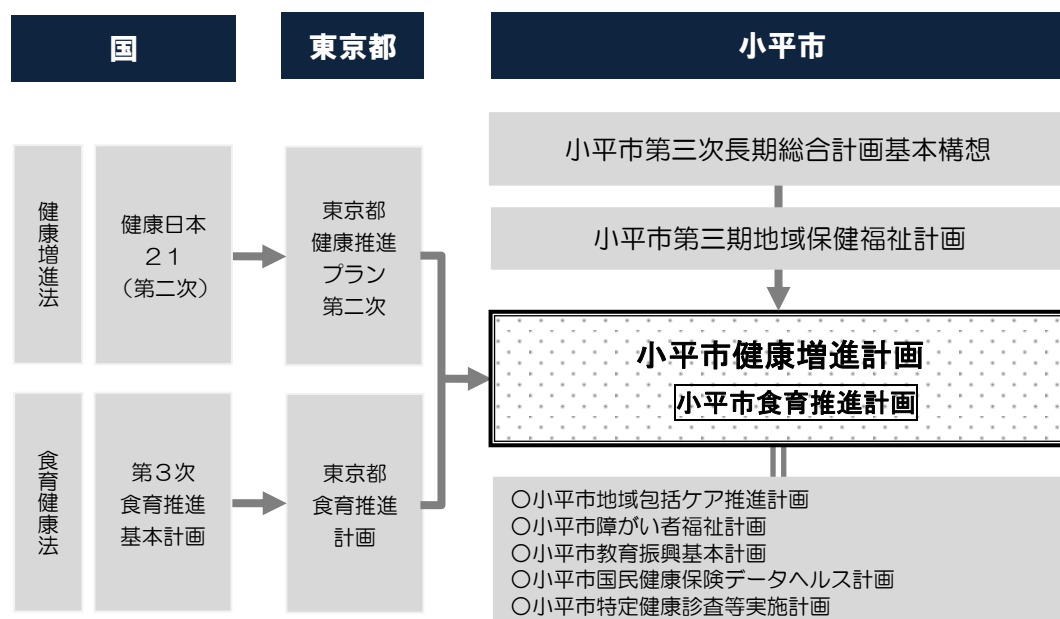 国
東京都
小平市
健康増進法
健康日本
２１
（第二次）
東京都
健康推進
プラン
第二次
食育健康法
第３次
食育推進
基本計画
東京都
食育推進
計画
小平市第三次長期総合計画基本構想
小平市第三期地域保健福祉計画
小平市健康増進計画
小平市食育推進計画
○小平市地域包括ケア推進計画
○小平市障がい者福祉計画
○小平市教育振興基本計画
○小平市国民健康保険データヘルス計画
○小平市特定健康診査等実施計画